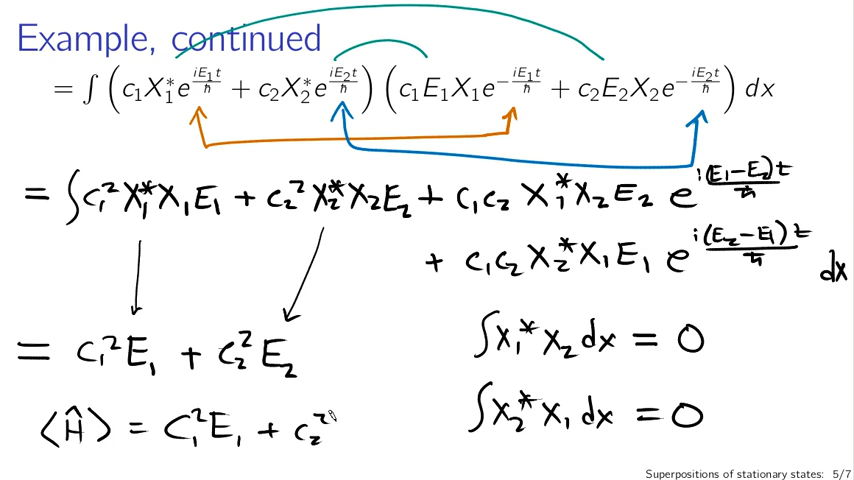 Example, continued
= ∫ (c₁X₁*e^{iE₁t/ħ} + c₂X₂*e^{iE₂t/ħ}) (c₁E₁X₁e^{-iE₁t/ħ} + c₂E₂X₂e^{-iE₂t/ħ}) dx
= ∫ c₁²X₁*X₁E₁ + c₂²X₂*X₂E₂ + c₁c₂ X₁*X₂E₂ e^{i(E₁-E₂)t/ħ}
+ c₁c₂X₂*X₁E₁ e^{i(E₂-E₁)t/ħ} dx
= c₁²E₁ + c₂²E₂
∫X₁*X₂dx = 0
∫X₂*X₁dx = 0
⟨Ĥ⟩ = c₁²E₁ + c₂²
Superpositions of stationary states: 5/7